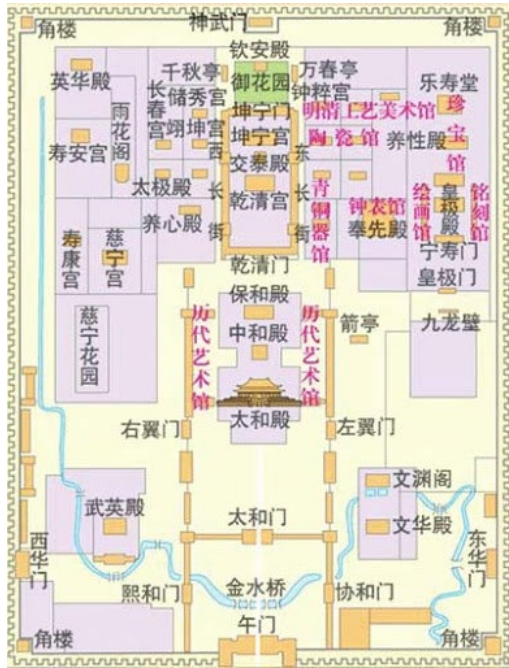 神武门
角楼
角楼
钦安殿
英华殿
千秋亭
御花园
万春亭
乐寿堂
长春宫
储秀宫
钟粹宫
雨花阁
翊坤宫
坤宁门
明清工艺美术馆
珍宝馆
寿安宫
西长街
坤宁宫
东长街
陶瓷馆
养性殿
交泰殿
太极殿
乾清宫
青铜器馆
钟表馆
绘画馆
皇极殿
铭刻馆
养心殿
奉先殿
寿康宫
慈宁宫
宁寿门
乾清门
皇极门
保和殿
慈宁花园
历代艺术馆
中和殿
历代艺术馆
箭亭
九龙壁
太和殿
右翼门
左翼门
文渊阁
武英殿
太和门
文华殿
西华门
东华门
熙和门
金水桥
协和门
午门
角楼
角楼